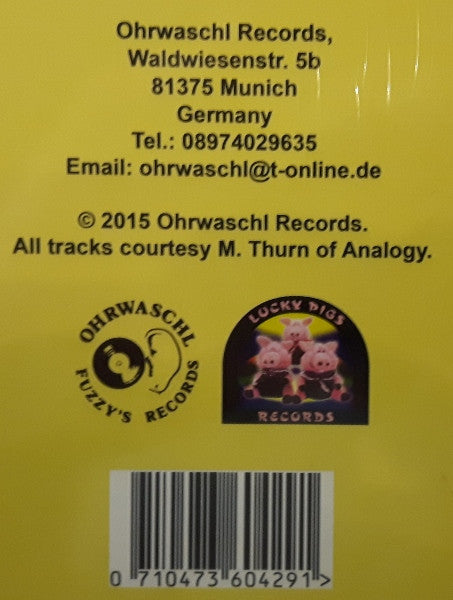 Ohrwaschl Records,
Waldwiesenstr. 5b
81375 Munich
Germany
Tel.: 08974029635
Email: ohrwaschl@t-online.de
© 2015 Ohrwaschl Records.
All tracks courtesy M. Thurn of Analogy.
OHRWASCHL
FUZZY'S RECORDS
LUCKY PIGS
RECORDS
0 710473 604291>